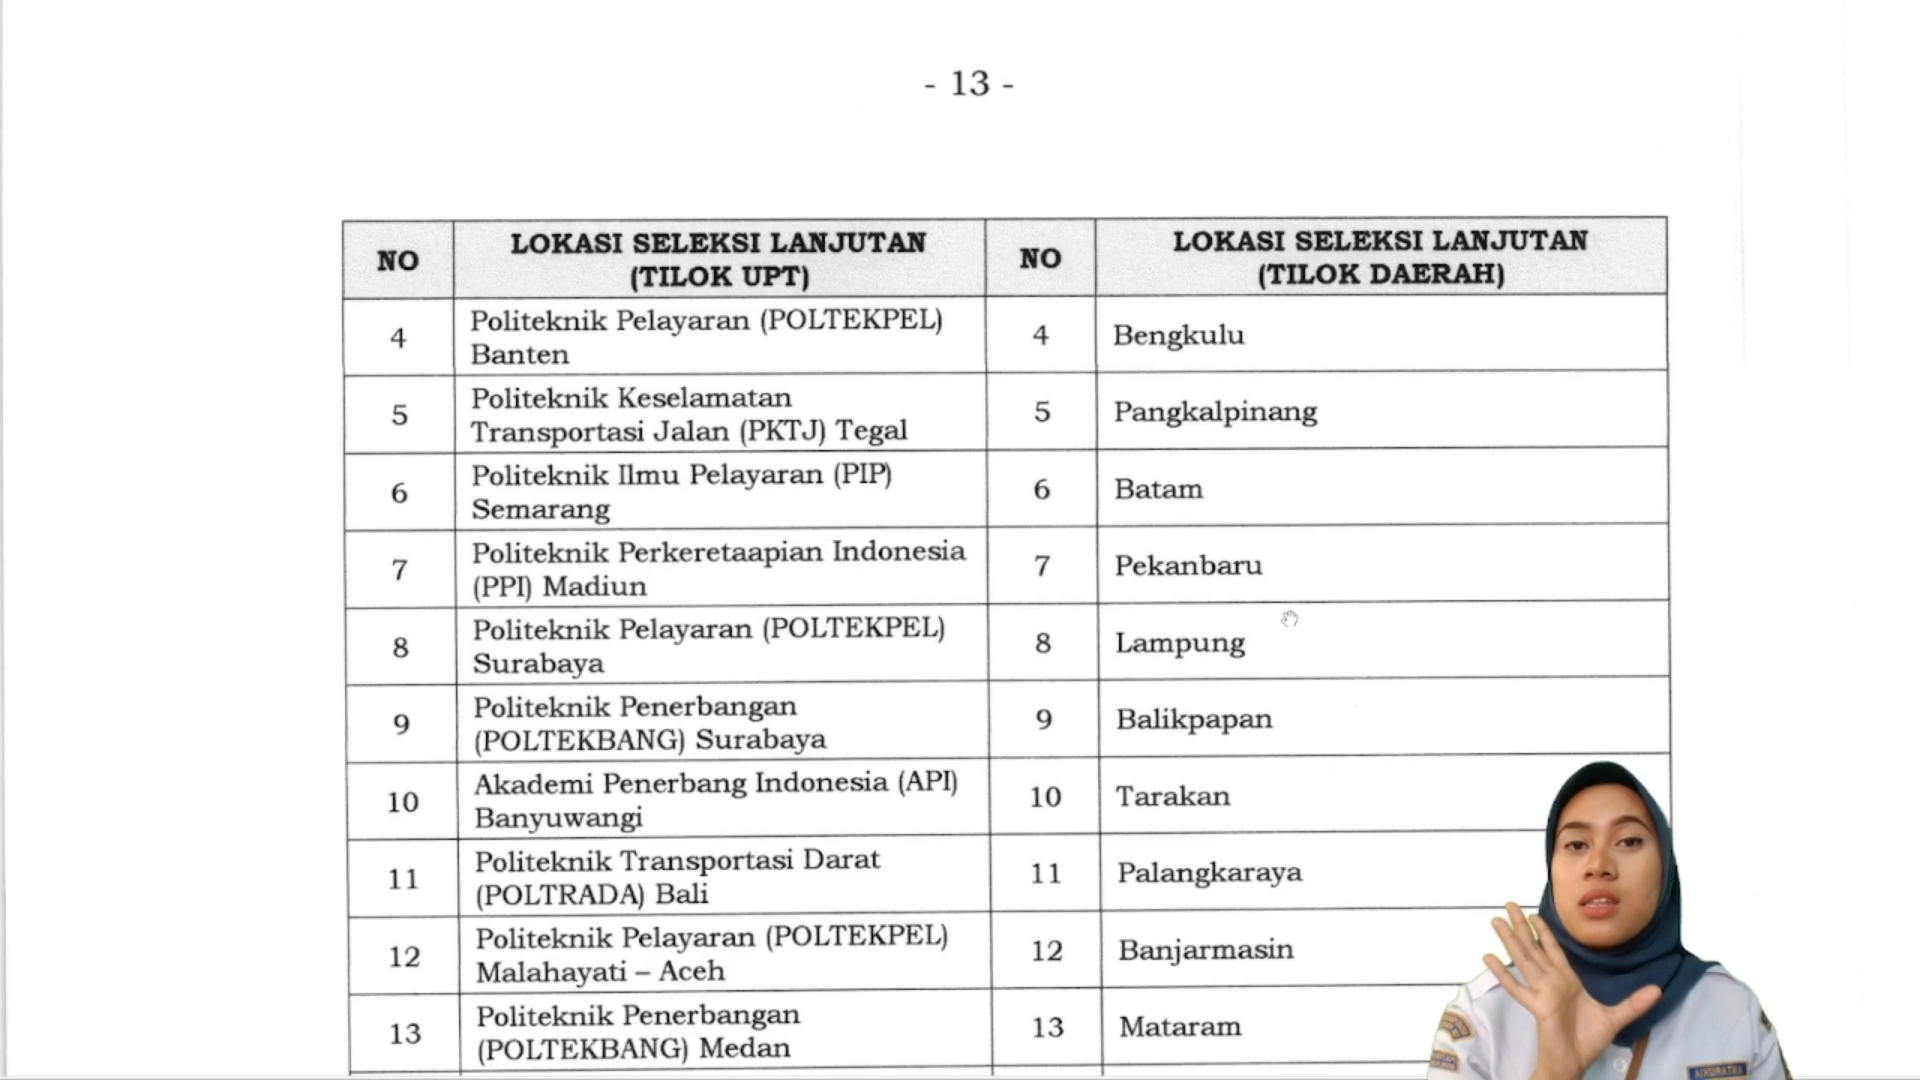 - 13 -
NO
LOKASI SELEKSI LANJUTAN
(TILOK UPT)
NO
LOKASI SELEKSI LANJUTAN
(TILOK DAERAH)
4
Politeknik Pelayaran (POLTEKPEL)
Banten
4
Bengkulu
5
Politeknik Keselamatan
Transportasi Jalan (PKTJ) Tegal
5
Pangkalpinang
6
Politeknik Ilmu Pelayaran (PIP)
Semarang
6
Batam
7
Politeknik Perkeretaapian Indonesia
(PPI) Madiun
7
Pekanbaru
8
Politeknik Pelayaran (POLTEKPEL)
Surabaya
8
Lampung
9
Politeknik Penerbangan
(POLTEKBANG) Surabaya
9
Balikpapan
10
Akademi Penerbang Indonesia (API)
Banyuwangi
10
Tarakan
11
Politeknik Transportasi Darat
(POLTRADA) Bali
11
Palangkaraya
12
Politeknik Pelayaran (POLTEKPEL)
Malahayati – Aceh
12
Banjarmasin
13
Politeknik Penerbangan
(POLTEKBANG) Medan
13
Mataram